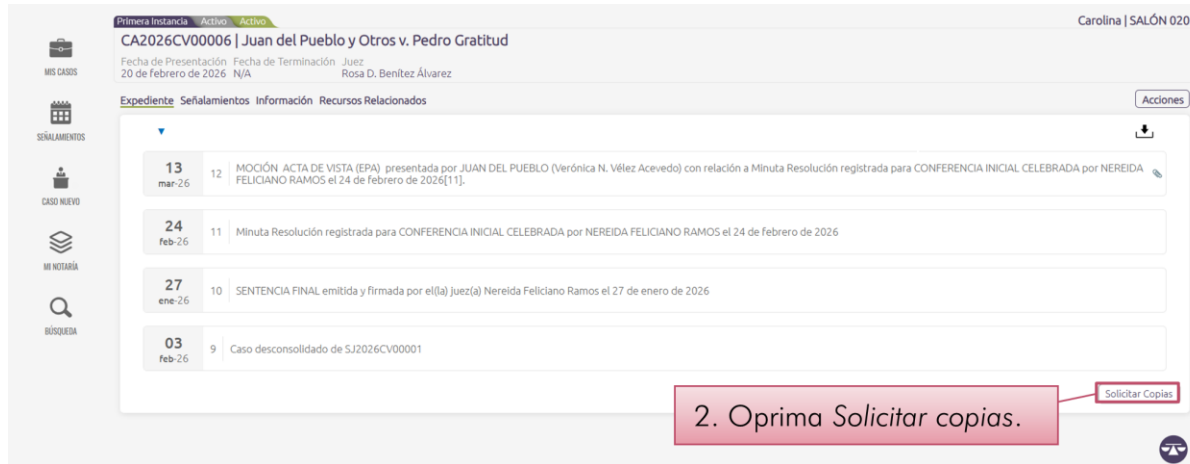 Primera Instancia Activo Activo
Carolina | SALÓN 020
CA2026CV00006 | Juan del Pueblo y Otros v. Pedro Gratitud
Fecha de Presentación Fecha de Terminación Juez
20 de febrero de 2026 N/A Rosa D. Benítez Álvarez
MIS CASOS
Expediente Señalamientos Información Recursos Relacionados
Acciones
SEÑALAMIENTOS
13
mar-26
12
MOCIÓN ACTA DE VISTA (EPA) presentada por JUAN DEL PUEBLO (Verónica N. Vélez Acevedo) con relación a Minuta Resolución registrada para CONFERENCIA INICIAL CELEBRADA por NEREIDA
FELICIANO RAMOS el 24 de febrero de 2026[11].
CASO NUEVO
24
feb-26
11
Minuta Resolución registrada para CONFERENCIA INICIAL CELEBRADA por NEREIDA FELICIANO RAMOS el 24 de febrero de 2026
MI NOTARÍA
27
ene-26
10
SENTENCIA FINAL emitida y firmada por el(la) juez(a) Nereida Feliciano Ramos el 27 de enero de 2026
BÚSQUEDA
03
feb-26
9
Caso desconsolidado de SJ2026CV00001
Solicitar Copias
2. Oprima Solicitar copias.